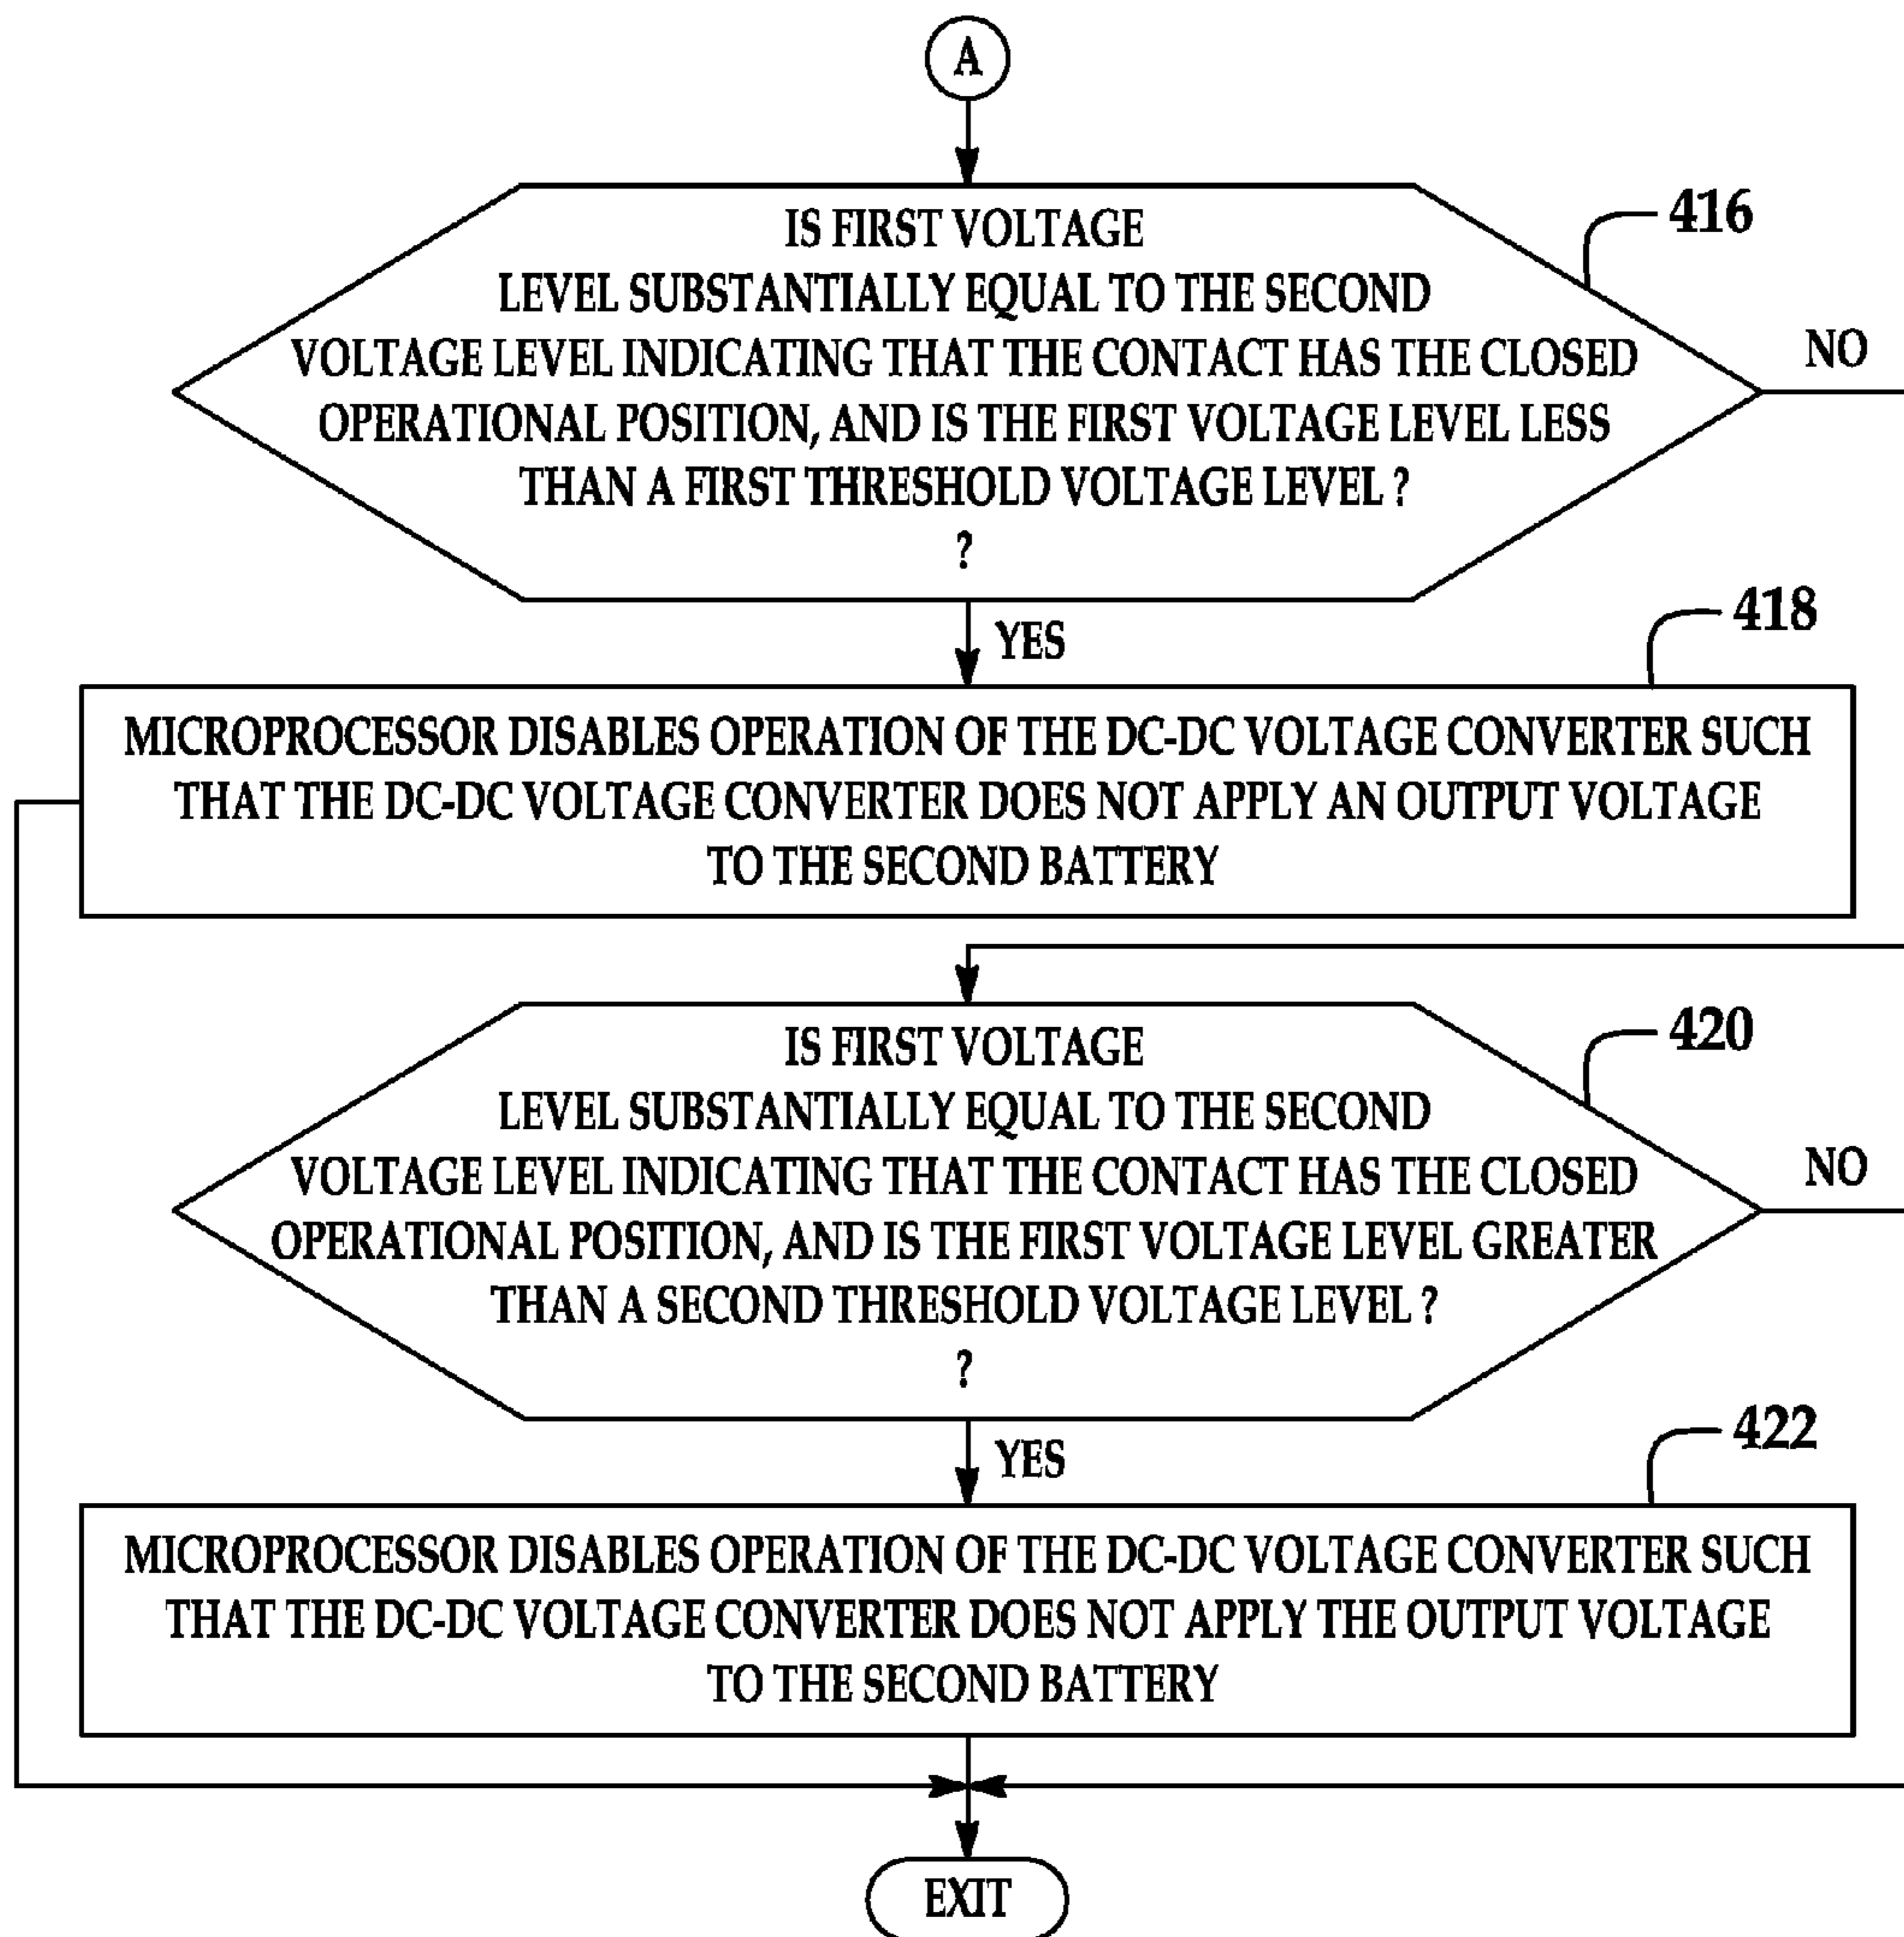 A
IS FIRST VOLTAGE
LEVEL SUBSTANTIALLY EQUAL TO THE SECOND
VOLTAGE LEVEL INDICATING THAT THE CONTACT HAS THE CLOSED
OPERATIONAL POSITION, AND IS THE FIRST VOLTAGE LEVEL LESS
THAN A FIRST THRESHOLD VOLTAGE LEVEL ?
?
416
NO
YES
418
MICROPROCESSOR DISABLES OPERATION OF THE DC-DC VOLTAGE CONVERTER SUCH
THAT THE DC-DC VOLTAGE CONVERTER DOES NOT APPLY AN OUTPUT VOLTAGE
TO THE SECOND BATTERY
IS FIRST VOLTAGE
LEVEL SUBSTANTIALLY EQUAL TO THE SECOND
VOLTAGE LEVEL INDICATING THAT THE CONTACT HAS THE CLOSED
OPERATIONAL POSITION, AND IS THE FIRST VOLTAGE LEVEL GREATER
THAN A SECOND THRESHOLD VOLTAGE LEVEL ?
?
420
NO
YES
422
MICROPROCESSOR DISABLES OPERATION OF THE DC-DC VOLTAGE CONVERTER SUCH
THAT THE DC-DC VOLTAGE CONVERTER DOES NOT APPLY THE OUTPUT VOLTAGE
TO THE SECOND BATTERY
EXIT